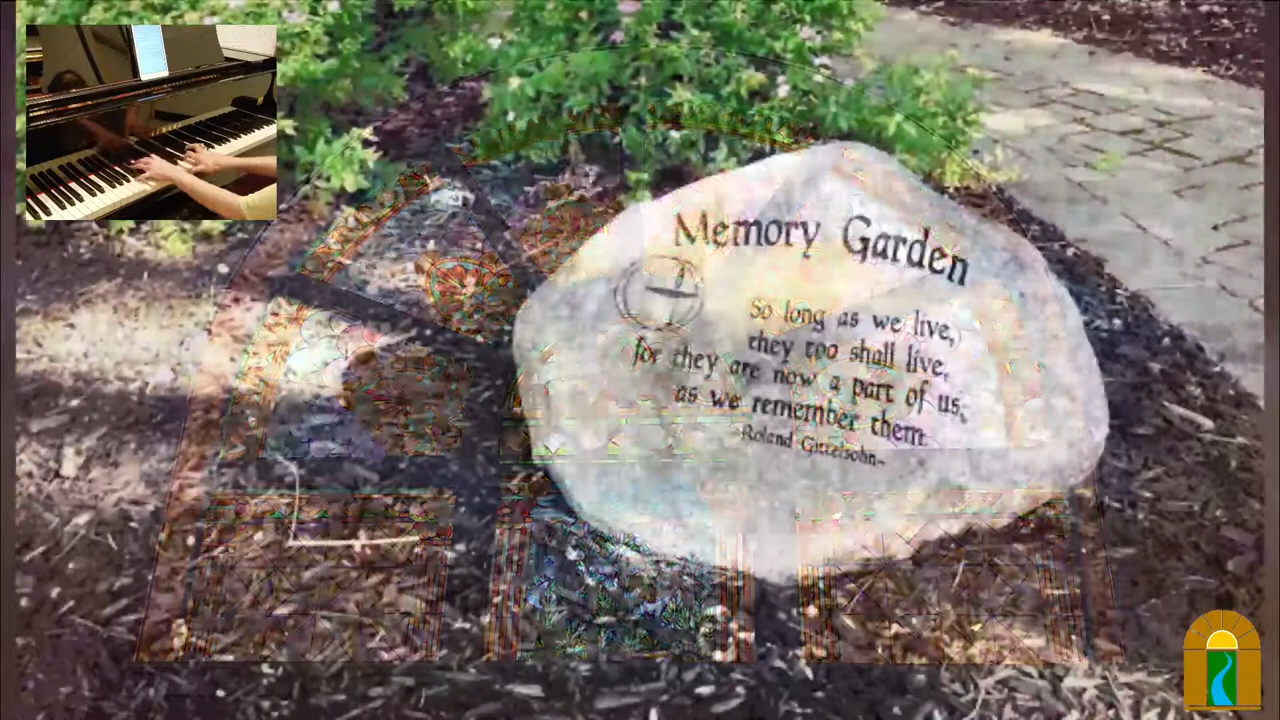 Memory Garden
So long as we live,
they too shall live,
for they are now a part of us,
as we remember them.
-Roland Gittelsohn-